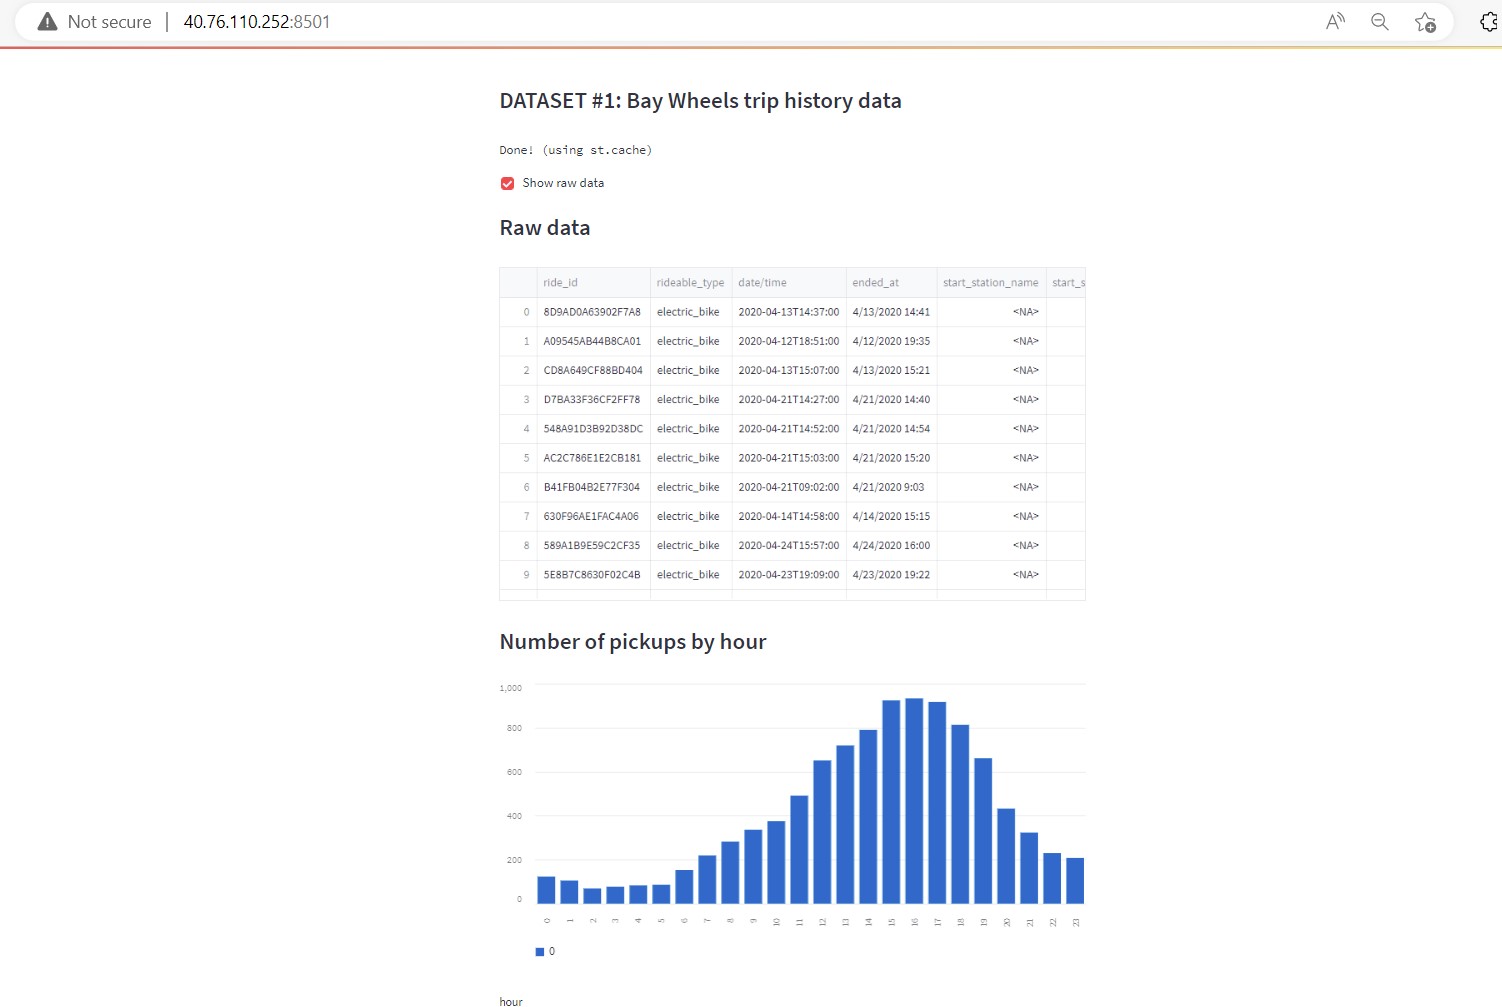 Not secure 40.76.110.252:8501
DATASET #1: Bay Wheels trip history data
Done! (using st.cache)
Show raw data
Raw data
ride_id rideable_type date/time ended_at start_station_name start_s
0 8D9AD0A63902F7A8 electric_bike 2020-04-13T14:37:00 4/13/2020 14:41 <NA>
1 A09545AB44B8CA01 electric_bike 2020-04-12T18:51:00 4/12/2020 19:35 <NA>
2 CD8A649CF88BD404 electric_bike 2020-04-13T15:07:00 4/13/2020 15:21 <NA>
3 D7BA33F36CF2FF78 electric_bike 2020-04-21T14:27:00 4/21/2020 14:40 <NA>
4 548A91D3B92D38DC electric_bike 2020-04-21T14:52:00 4/21/2020 14:54 <NA>
5 AC2C786E1E2CB181 electric_bike 2020-04-21T15:03:00 4/21/2020 15:20 <NA>
6 B41FB04B2E77F304 electric_bike 2020-04-21T09:02:00 4/21/2020 9:03 <NA>
7 630F96AE1FAC4A06 electric_bike 2020-04-14T14:58:00 4/14/2020 15:15 <NA>
8 589A1B9E59C2CF35 electric_bike 2020-04-24T15:57:00 4/24/2020 16:00 <NA>
9 5E8B7C8630F02C4B electric_bike 2020-04-23T19:09:00 4/23/2020 19:22 <NA>
Number of pickups by hour
1,000
800
600
400
200
0
0 1 2 3 4 5 6 7 8 9 10 11 12 13 14 15 16 17 18 19 20 21 22 23
0
hour